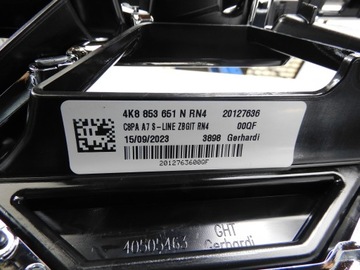 4K8 853 651 N RN4 20127636
C8PA A7 S-LINE ZBGIT RN4 00QF
15/09/2023 3898 Gerhardi
2012763600QF
40505463
GHT
Gerhardi